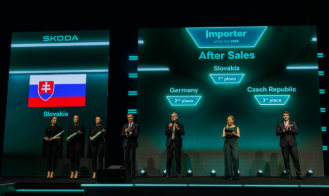 SKODA
Slovakia
importer
After Sales
Slovakia
1st place
Germany
2nd place
Czech Republic
3rd place